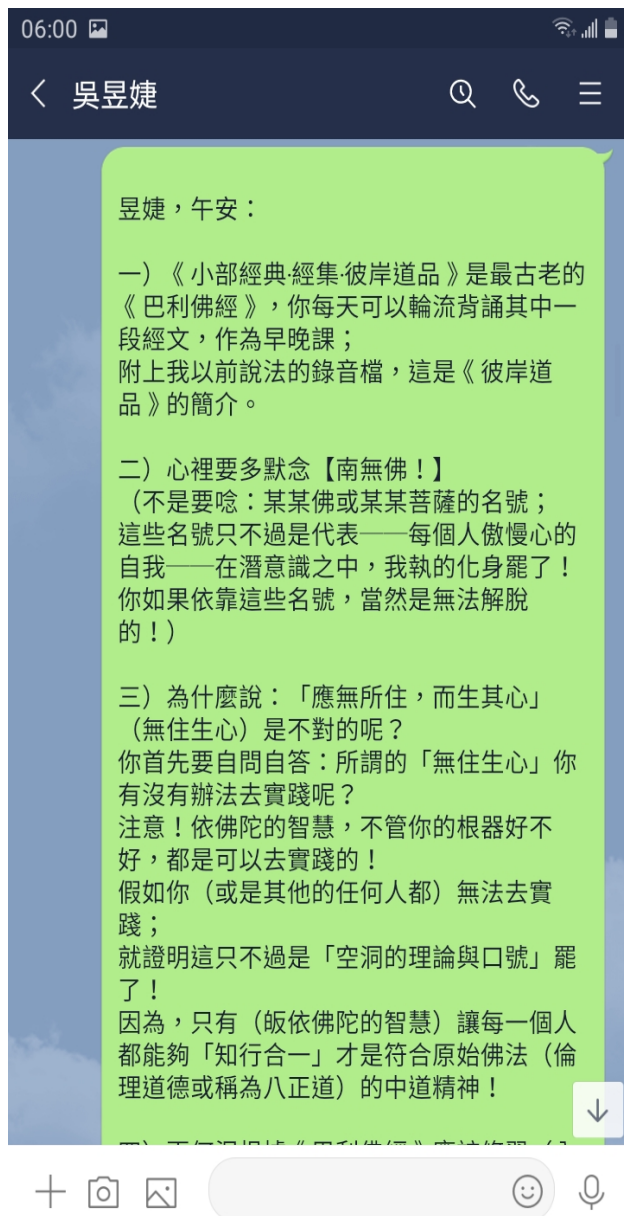 06:00
吳昱婕
昱婕，午安：
一）《 小部經典·經集·彼岸道品 》是最古老的
《 巴利佛經 》，你每天可以輪流背誦其中一
段經文，作為早晚課；
附上我以前說法的錄音檔，這是《 彼岸道
品 》的簡介。
二）心裡要多默念【南無佛！】
（不是要唸：某某佛或某某菩薩的名號；
這些名號只不過是代表──每個人傲慢心的
自我──在潛意識之中，我執的化身罷了！
你如果依靠這些名號，當然是無法解脫
的！）
三）為什麼說：「應無所住，而生其心」
（無住生心）是不對的呢？
你首先要自問自答：所謂的「無住生心」你
有沒有辦法去實踐呢？
注意！依佛陀的智慧，不管你的根器好不
好，都是可以去實踐的！
假如你（或是其他的任何人都）無法去實
踐；
就證明這只不過是「空洞的理論與口號」罷
了！
因為，只有（皈依佛陀的智慧）讓每一個人
都能夠「知行合一」才是符合原始佛法（倫
理道德或稱為八正道）的中道精神！